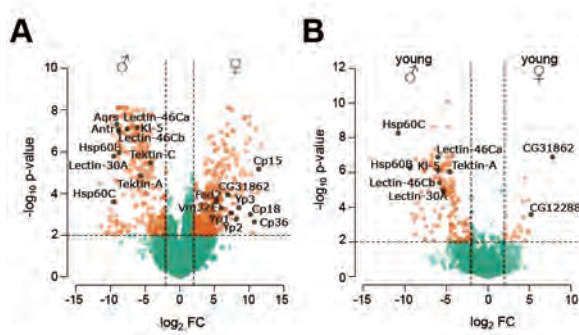 A
♂ ♀
10
8
6
4
2
0
-log₁₀ p-value
Aqrs
Lectin-46Ca
Antr
Kl-5
Lectin-46Cb
Hsp60B
Tektin-C
Lectin-30A
Tektin-A
Hsp60C
Cp15
CG31862
Yp3
Vm32E
Yp1
Yp2
Cp18
Cp36
-15 -10 -5 0 5 10 15
log₂ FC
B
young young
♂ ♀
12
10
8
6
4
2
0
-log₁₀ p-value
Hsp60C
Lectin-46Ca
Hsp60B
Kl-5
Tektin-A
Lectin-46Cb
Lectin-30A
CG31862
CG12288
-15 -10 -5 0 5 10
log₂ FC